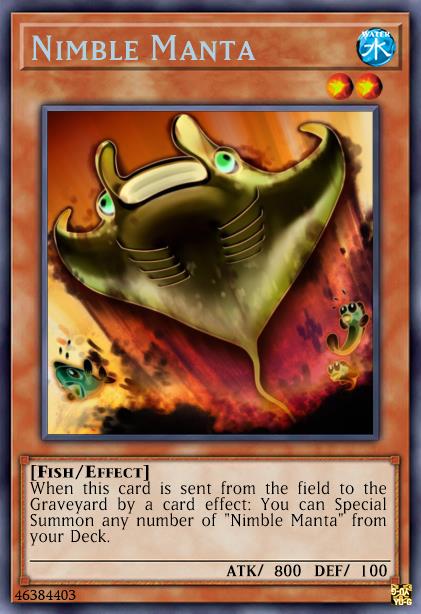 NIMBLE MANTA
WATER
水
[FISH/EFFECT]
When this card is sent from the field to the
Graveyard by a card effect: You can Special
Summon any number of "Nimble Manta" from
your Deck.
ATK/ 800 DEF/ 100
46384403